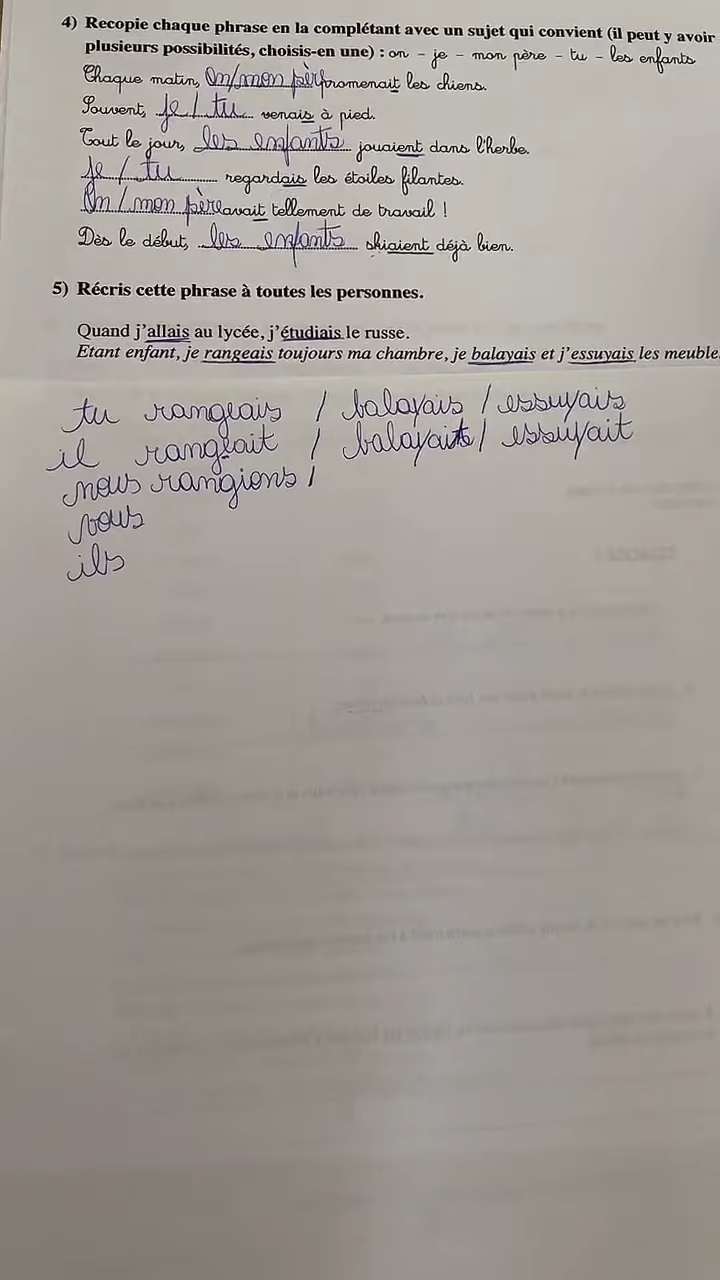 4) Recopie chaque phrase en la complétant avec un sujet qui convient (il peut y avoir
plusieurs possibilités, choisis-en une) : on - je - mon père - tu - les enfants
Chaque matin, On/mon père promenait les chiens.
Souvent, je / tu venais à pied.
Tout le jour, les enfants jouaient dans l'herbe.
Je / tu regardais les étoiles filantes.
On / mon père avait tellement de travail !
Dès le début, les enfants skiaient déjà bien.
5) Récris cette phrase à toutes les personnes.
Quand j'allais au lycée, j'étudiais le russe.
Etant enfant, je rangeais toujours ma chambre, je balayais et j'essuyais les meuble
tu rangeais / balayais / essuyais
il rangeait / balayait / essuyait
nous rangions /
vous
ils